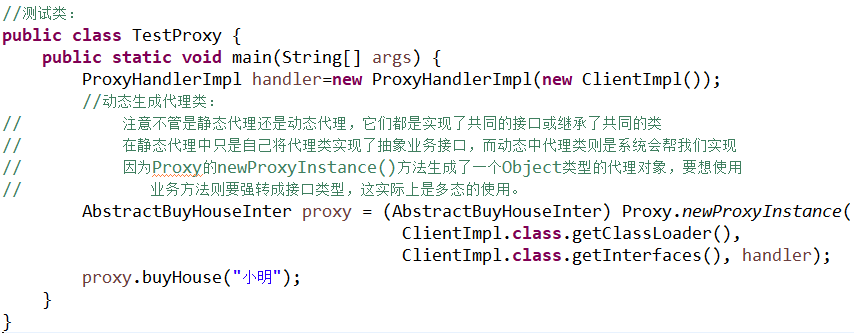 //测试类：
public class TestProxy {
    public static void main(String[] args) {
        ProxyHandlerImpl handler=new ProxyHandlerImpl(new ClientImpl());
        //动态生成代理类：
//          注意不管是静态代理还是动态代理，它们都是实现了共同的接口或继承了共同的类
//          在静态代理中只是自己将代理类实现了抽象业务接口，而动态中代理类则是系统会帮我们实现
//          因为Proxy的newProxyInstance()方法生成了一个Object类型的代理对象，要想使用
//             业务方法则要强转成接口类型，这实际上是多态的使用。
        AbstractBuyHouseInter proxy = (AbstractBuyHouseInter) Proxy.newProxyInstance(
                                        ClientImpl.class.getClassLoader(),
                                        ClientImpl.class.getInterfaces(), handler);
        proxy.buyHouse("小明");
    }
}